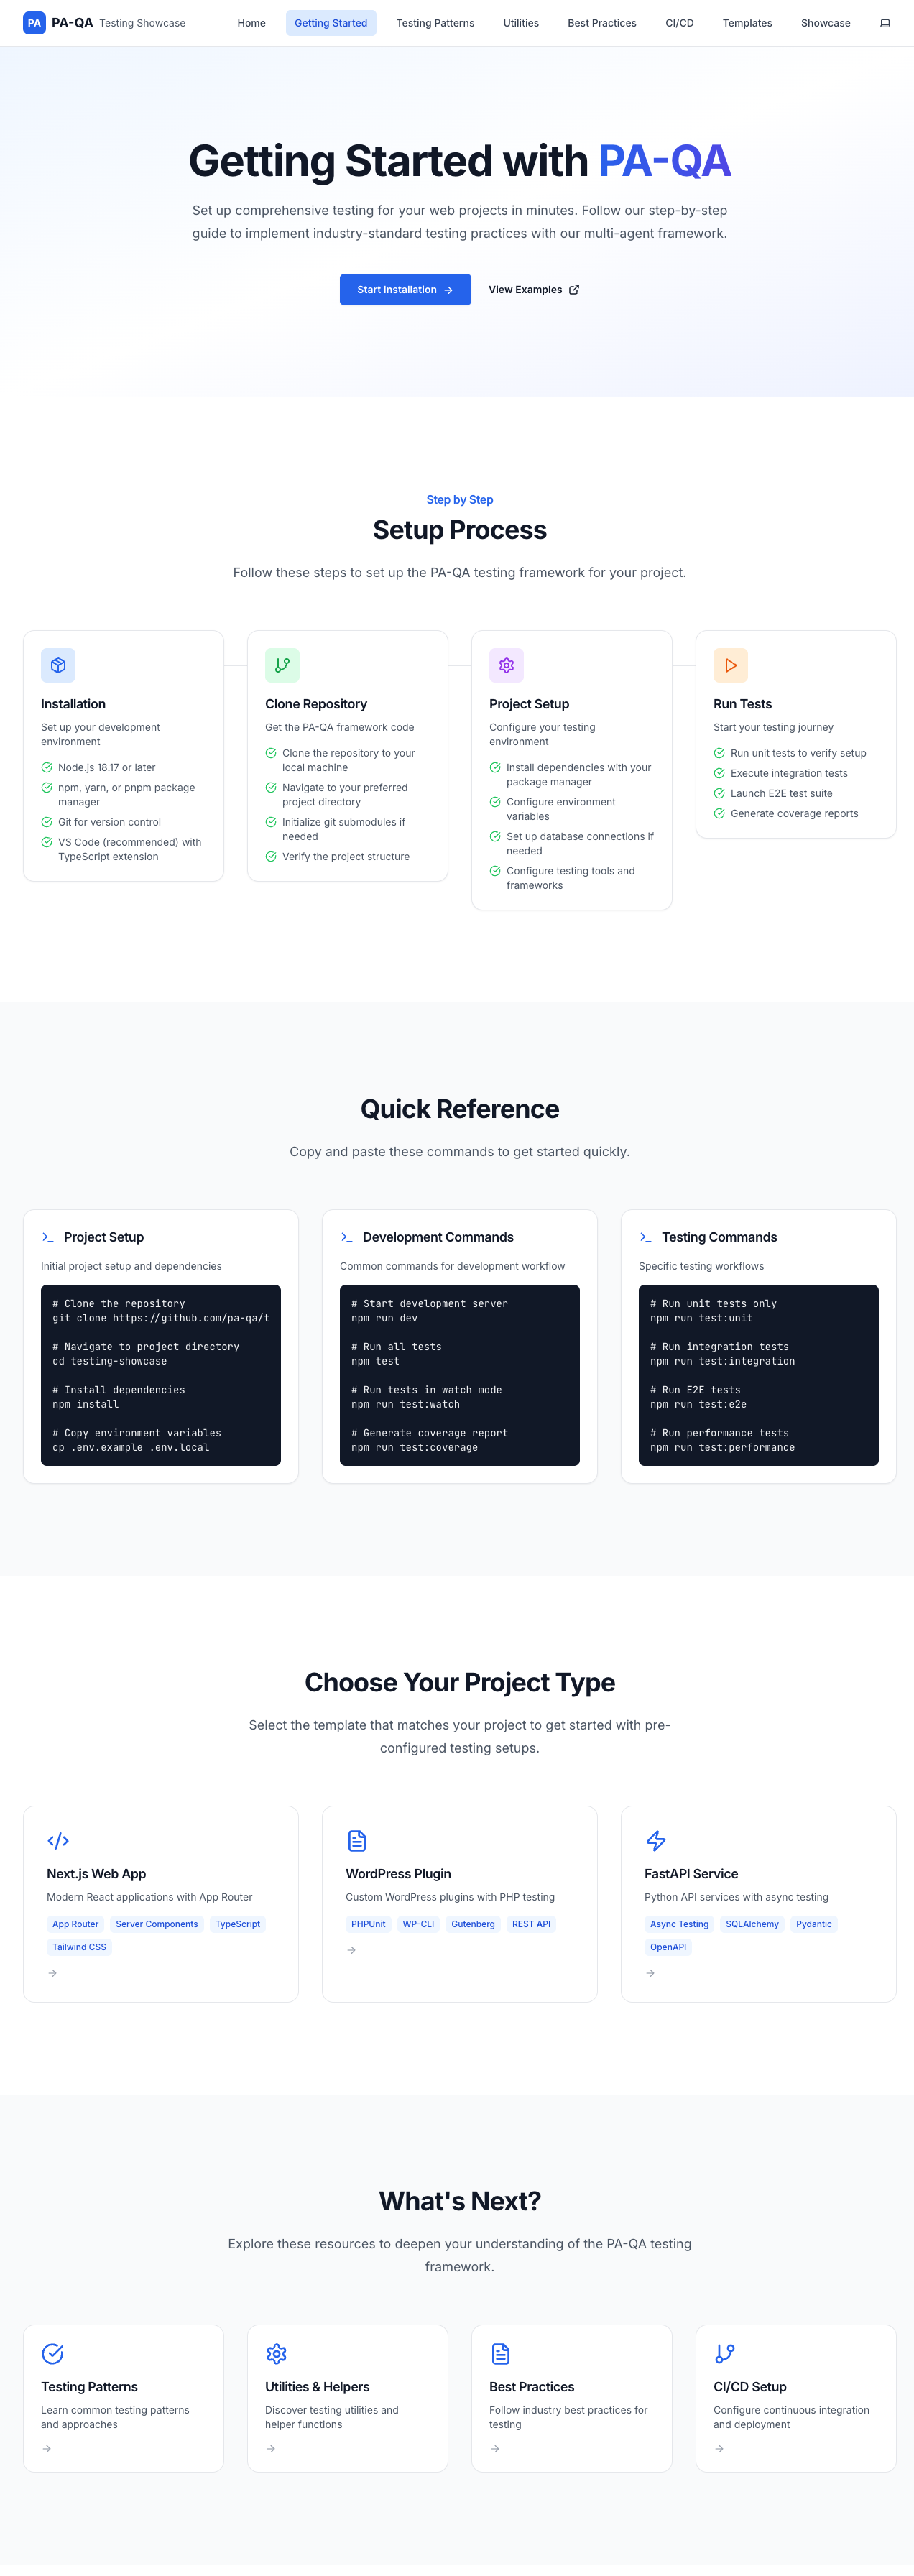 PA PA-QA Testing Showcase Home Getting Started Testing Patterns Utilities Best Practices CI/CD Templates Showcase
Getting Started with PA-QA
Set up comprehensive testing for your web projects in minutes. Follow our step-by-step
guide to implement industry-standard testing practices with our multi-agent framework.
Start Installation View Examples
Step by Step
Setup Process
Follow these steps to set up the PA-QA testing framework for your project.
Installation
Set up your development
environment
Node.js 18.17 or later
npm, yarn, or pnpm package
manager
Git for version control
VS Code (recommended) with
TypeScript extension
Clone Repository
Get the PA-QA framework code
Clone the repository to your
local machine
Navigate to your preferred
project directory
Initialize git submodules if
needed
Verify the project structure
Project Setup
Configure your testing
environment
Install dependencies with your
package manager
Configure environment
variables
Set up database connections if
needed
Configure testing tools and
frameworks
Run Tests
Start your testing journey
Run unit tests to verify setup
Execute integration tests
Launch E2E test suite
Generate coverage reports
Quick Reference
Copy and paste these commands to get started quickly.
Project Setup
Initial project setup and dependencies
# Clone the repository
git clone https://github.com/pa-qa/t
# Navigate to project directory
cd testing-showcase
# Install dependencies
npm install
# Copy environment variables
cp .env.example .env.local
Development Commands
Common commands for development workflow
# Start development server
npm run dev
# Run all tests
npm test
# Run tests in watch mode
npm run test:watch
# Generate coverage report
npm run test:coverage
Testing Commands
Specific testing workflows
# Run unit tests only
npm run test:unit
# Run integration tests
npm run test:integration
# Run E2E tests
npm run test:e2e
# Run performance tests
npm run test:performance
Choose Your Project Type
Select the template that matches your project to get started with pre-
configured testing setups.
Next.js Web App
Modern React applications with App Router
App Router Server Components TypeScript
Tailwind CSS
WordPress Plugin
Custom WordPress plugins with PHP testing
PHPUnit WP-CLI Gutenberg REST API
FastAPI Service
Python API services with async testing
Async Testing SQLAlchemy Pydantic
OpenAPI
What's Next?
Explore these resources to deepen your understanding of the PA-QA testing
framework.
Testing Patterns
Learn common testing patterns
and approaches
Utilities & Helpers
Discover testing utilities and
helper functions
Best Practices
Follow industry best practices for
testing
CI/CD Setup
Configure continuous integration
and deployment